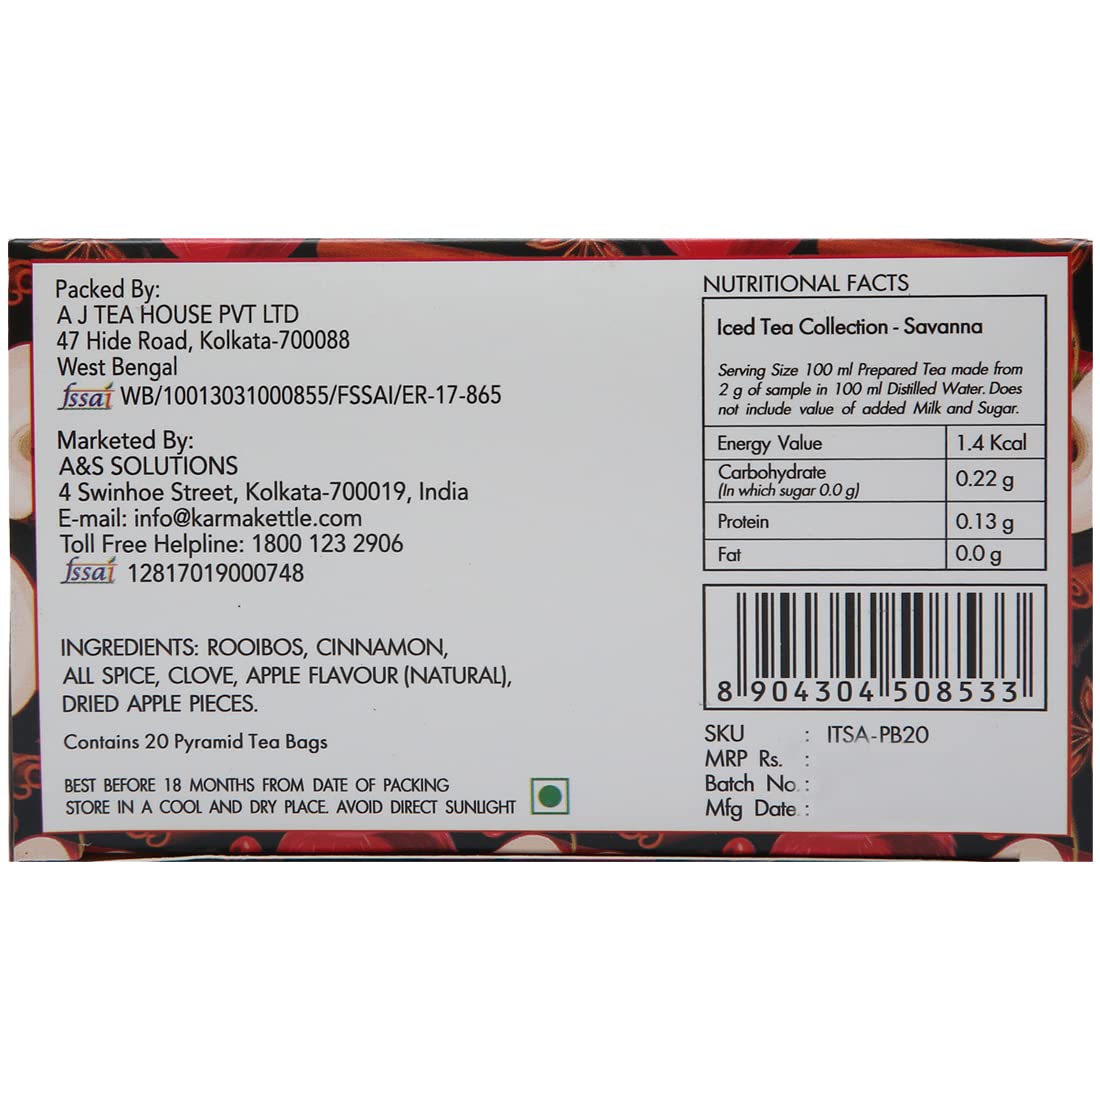 Packed By:
A J TEA HOUSE PVT LTD
47 Hide Road, Kolkata-700088
West Bengal
fssai WB/10013031000855/FSSAI/ER-17-865
Marketed By:
A&S SOLUTIONS
4 Swinhoe Street, Kolkata-700019, India
E-mail: info@karmakettle.com
Toll Free Helpline: 1800 123 2906
fssai 12817019000748
INGREDIENTS: ROOIBOS, CINNAMON,
ALL SPICE, CLOVE, APPLE FLAVOUR (NATURAL),
DRIED APPLE PIECES.
Contains 20 Pyramid Tea Bags
BEST BEFORE 18 MONTHS FROM DATE OF PACKING
STORE IN A COOL AND DRY PLACE. AVOID DIRECT SUNLIGHT
NUTRITIONAL FACTS
Iced Tea Collection - Savanna
Serving Size 100 ml Prepared Tea made from
2 g of sample in 100 ml Distilled Water. Does
not include value of added Milk and Sugar.
Energy Value 1.4 Kcal
Carbohydrate 0.22 g
(In which sugar 0.0 g)
Protein 0.13 g
Fat 0.0 g
8 904304 508533
SKU : ITSA-PB20
MRP Rs. :
Batch No. :
Mfg Date. :